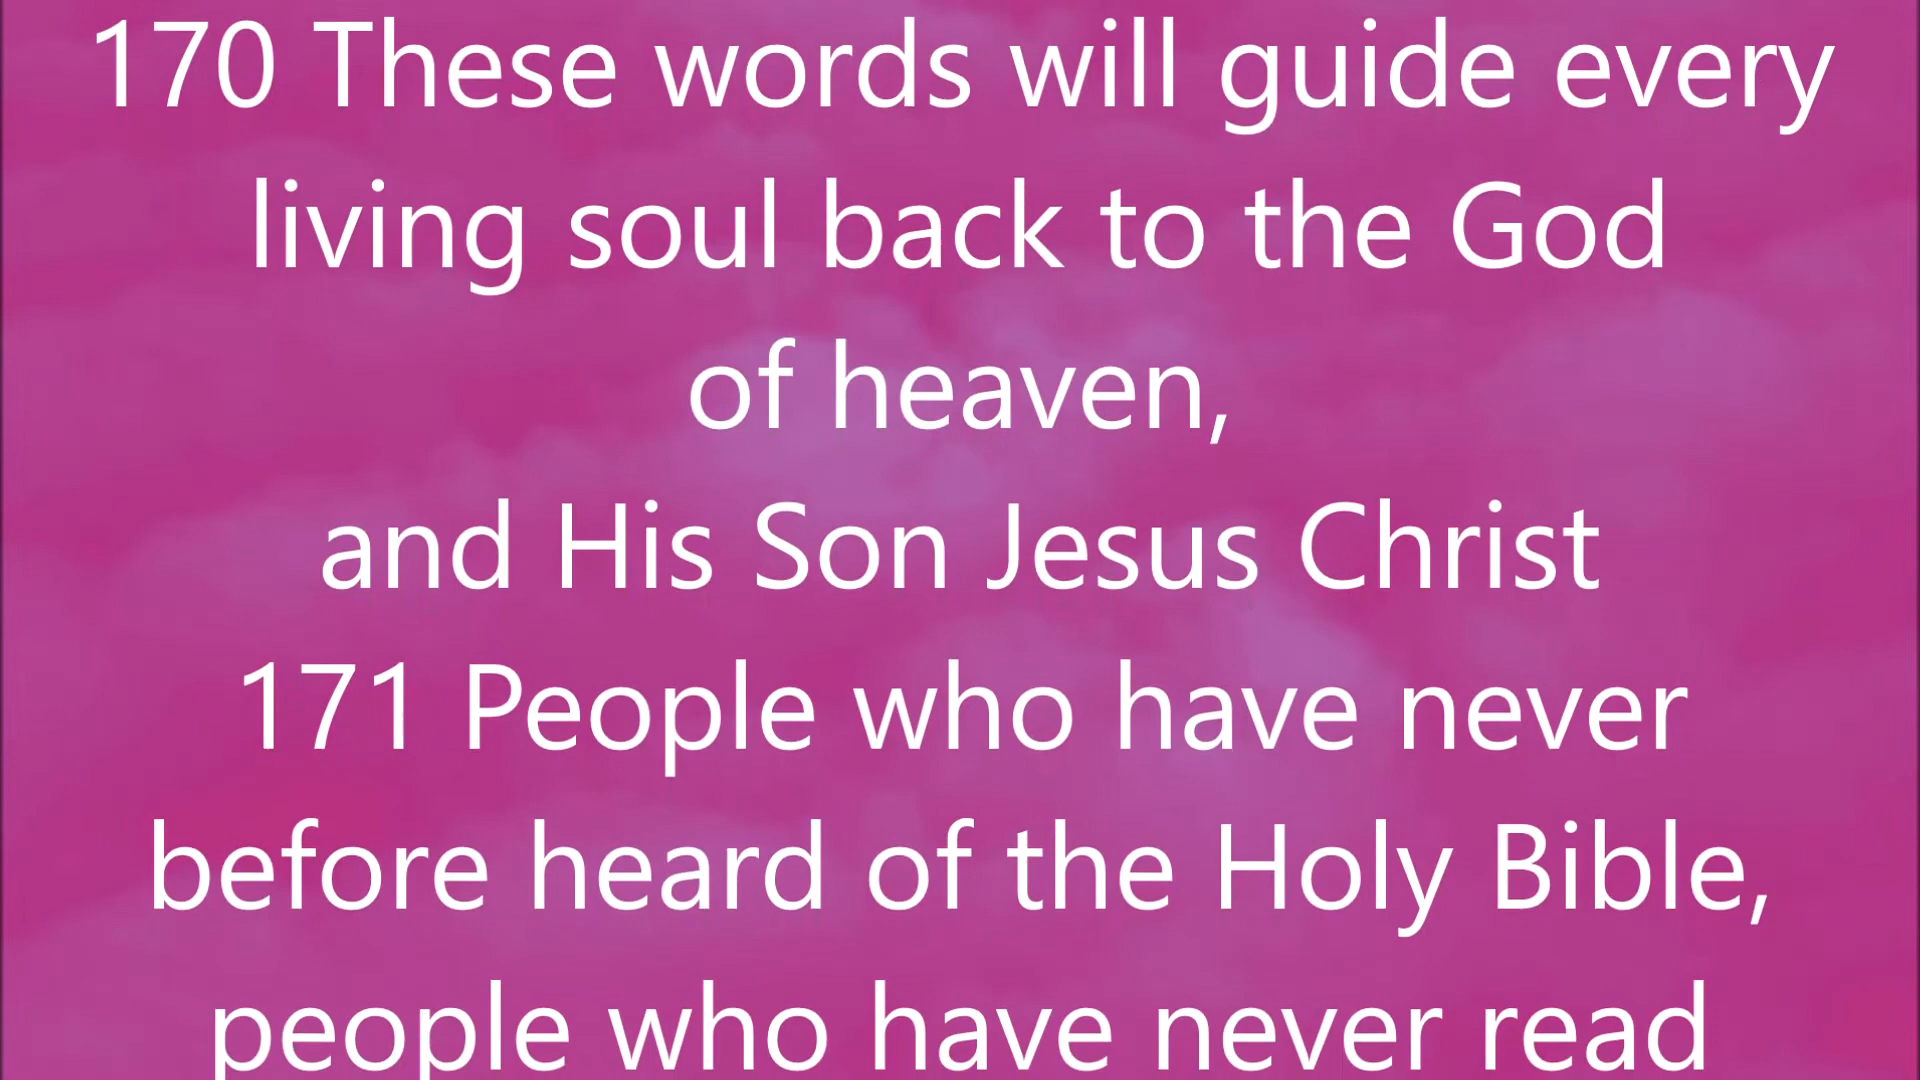 170 These words will guide every
living soul back to the God
of heaven,
and His Son Jesus Christ
171 People who have never
before heard of the Holy Bible,
people who have never read